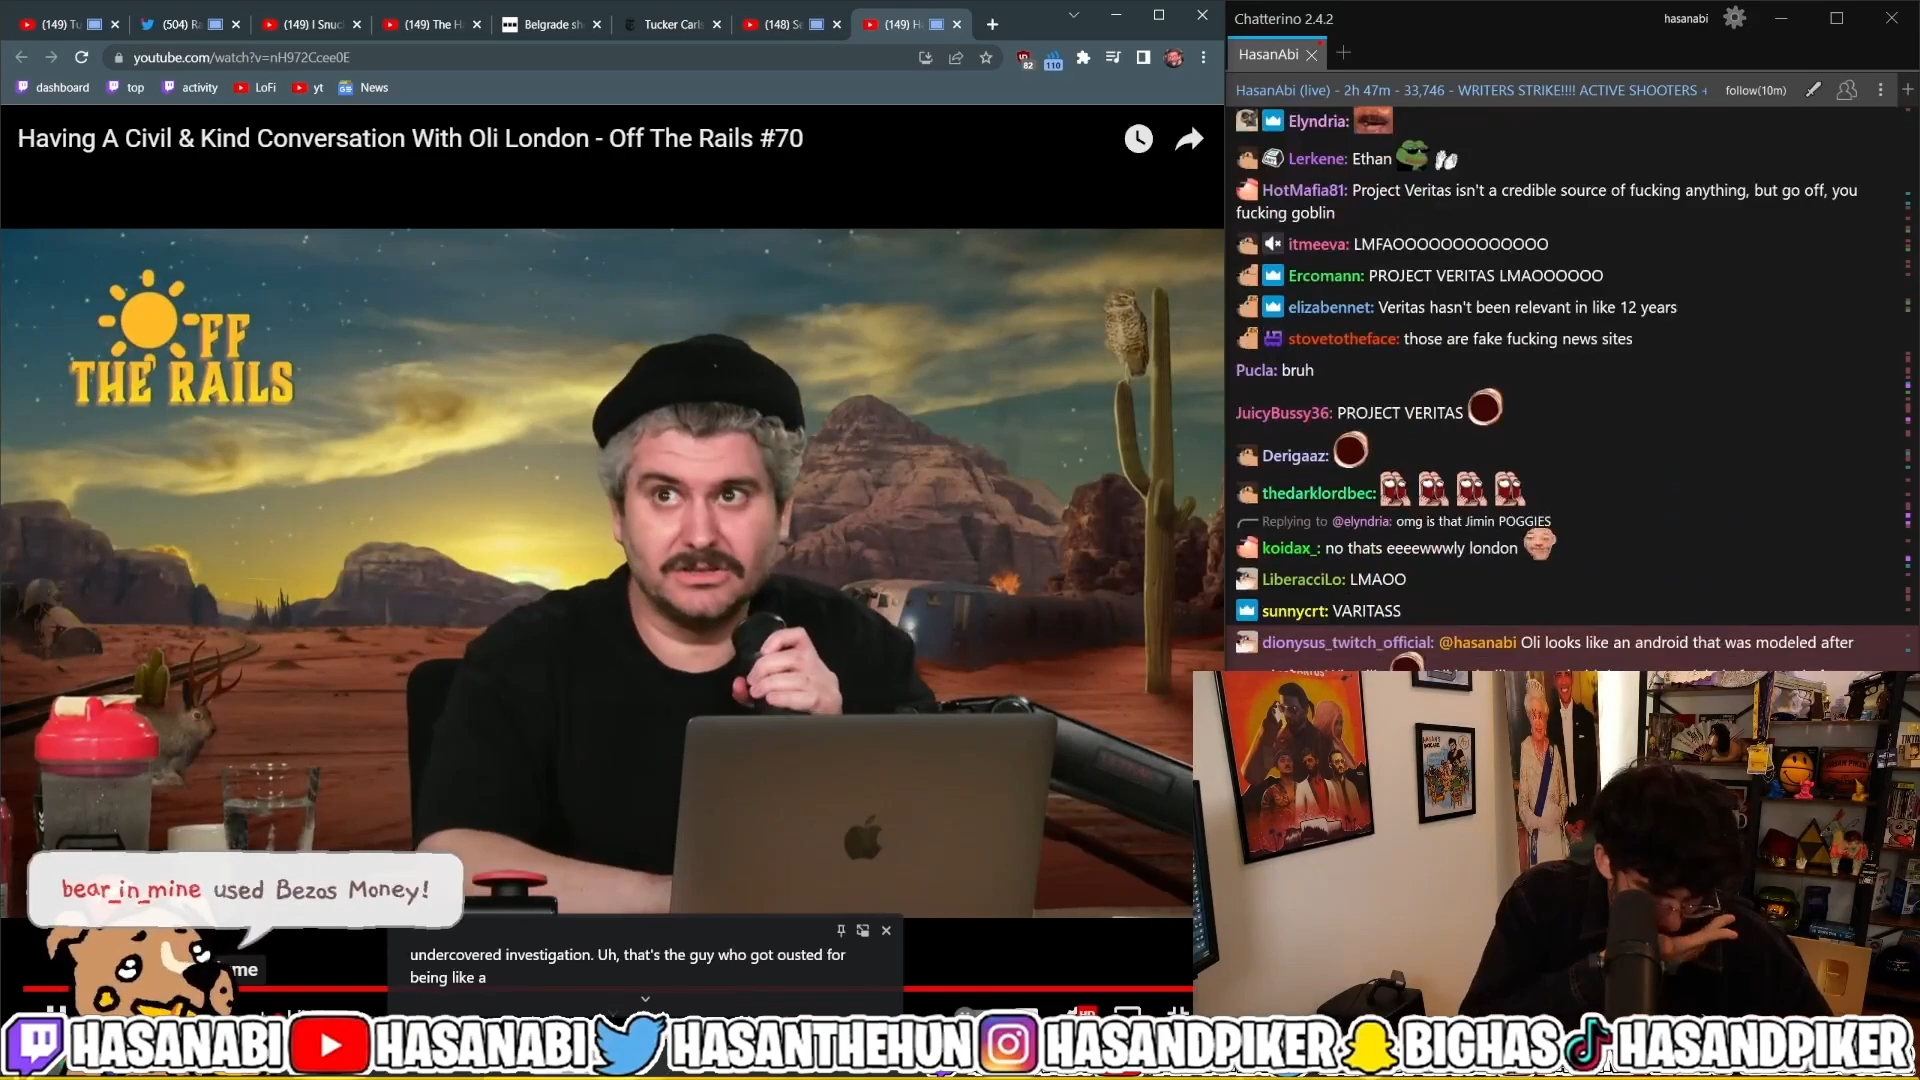 (149) Tu
(504) Ra
(149) I Snuc
(149) The H
Belgrade sh
Tucker Carls
(148) Se
(149) H
youtube.com/watch?v=nH972Ccee0E
82
110
dashboard
top
activity
LoFi
yt
News
Having A Civil & Kind Conversation With Oli London - Off The Rails #70
OFF
THE RAILS
bear_in_mine used Bezos Money!
me
undercovered investigation. Uh, that's the guy who got ousted for
being like a
Chatterino 2.4.2
hasanabi
HasanAbi
HasanAbi (live) - 2h 47m - 33,746 - WRITERS STRIKE!!!! ACTIVE SHOOTERS +
follow(10m)
Elyndria:
Lerkene: Ethan
HotMafia81: Project Veritas isn't a credible source of fucking anything, but go off, you
fucking goblin
itmeeva: LMFAOOOOOOOOOOOOO
Ercomann: PROJECT VERITAS LMAOOOOOO
elizabennet: Veritas hasn't been relevant in like 12 years
stovetotheface: those are fake fucking news sites
Pucla: bruh
JuicyBussy36: PROJECT VERITAS
Derigaaz:
thedarklordbec:
Replying to @elyndria: omg is that Jimin POGGIES
koidax_: no thats eeeewwwly london
LiberacciLo: LMAOO
sunnycrt: VARITASS
dionysus_twitch_official: @hasanabi Oli looks like an android that was modeled after
HASANABI
HASANABI
HASANTHEHUN
HASANDPIKER
BIGHAS
HASANDPIKER